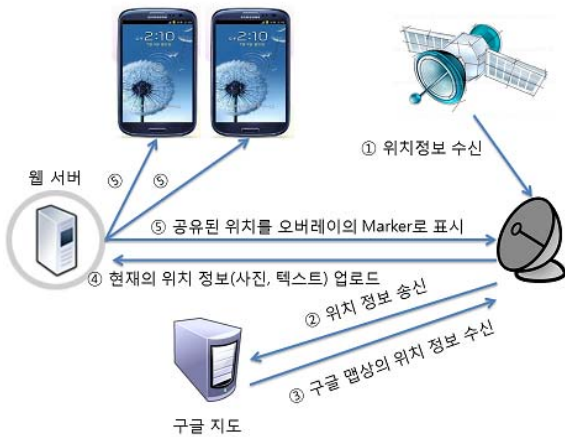 2:10
2:10
① 위치정보 수신
웹 서버
⑤
⑤
⑤ 공유된 위치를 오버레이의 Marker로 표시
④ 현재의 위치 정보(사진, 텍스트) 업로드
② 위치 정보 송신
③ 구글 맵상의 위치 정보 수신
구글 지도